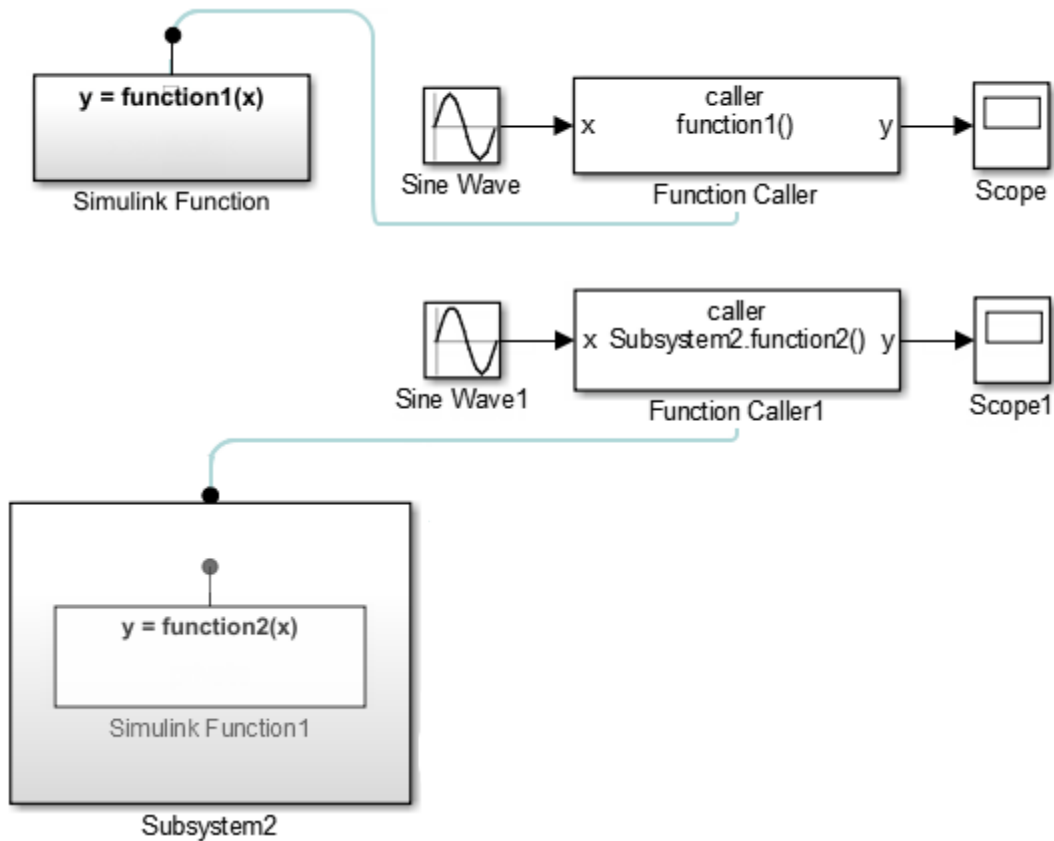 y = function1(x)
Simulink Function
Sine Wave
caller
function1()
x
y
Function Caller
Scope
Sine Wave1
caller
x
Subsystem2.function2()
y
Function Caller1
Scope1
y = function2(x)
Simulink Function1
Subsystem2